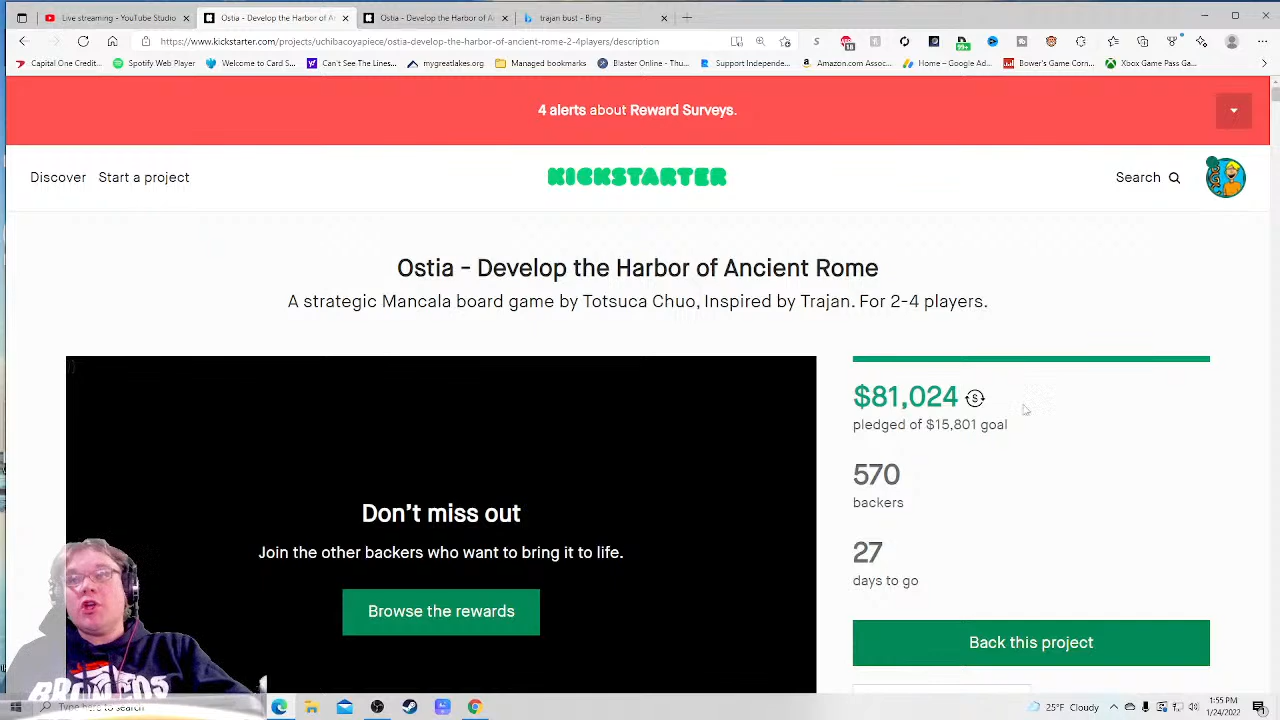 Live streaming - YouTube Studio
Ostia - Develop the Harbor of An
Ostia - Develop the Harbor of An
trajan bust - Bing
https://www.kickstarter.com/projects/uchibacoyapiece/ostia-develop-the-harbor-of-ancient-rome-2-4players/description
18
99+
Capital One Credit...
Spotify Web Player
Welcome to Grand S...
Can't See The Lines...
mygreatlakes.org
Managed bookmarks
Blaster Online - Thu...
Support Independe...
Amazon.com Assoc...
Home – Google Ad...
Bower's Game Corn...
Xbox Game Pass Ga...
4 alerts about Reward Surveys.
Discover
Start a project
KICKSTARTER
Search
Ostia - Develop the Harbor of Ancient Rome
A strategic Mancala board game by Totsuca Chuo, Inspired by Trajan. For 2-4 players.
$81,024
pledged of $15,801 goal
570
backers
27
days to go
Back this project
Don't miss out
Join the other backers who want to bring it to life.
Browse the rewards
BRONCOS
Type here to search
25°F Cloudy
1:55 PM
1/24/2022